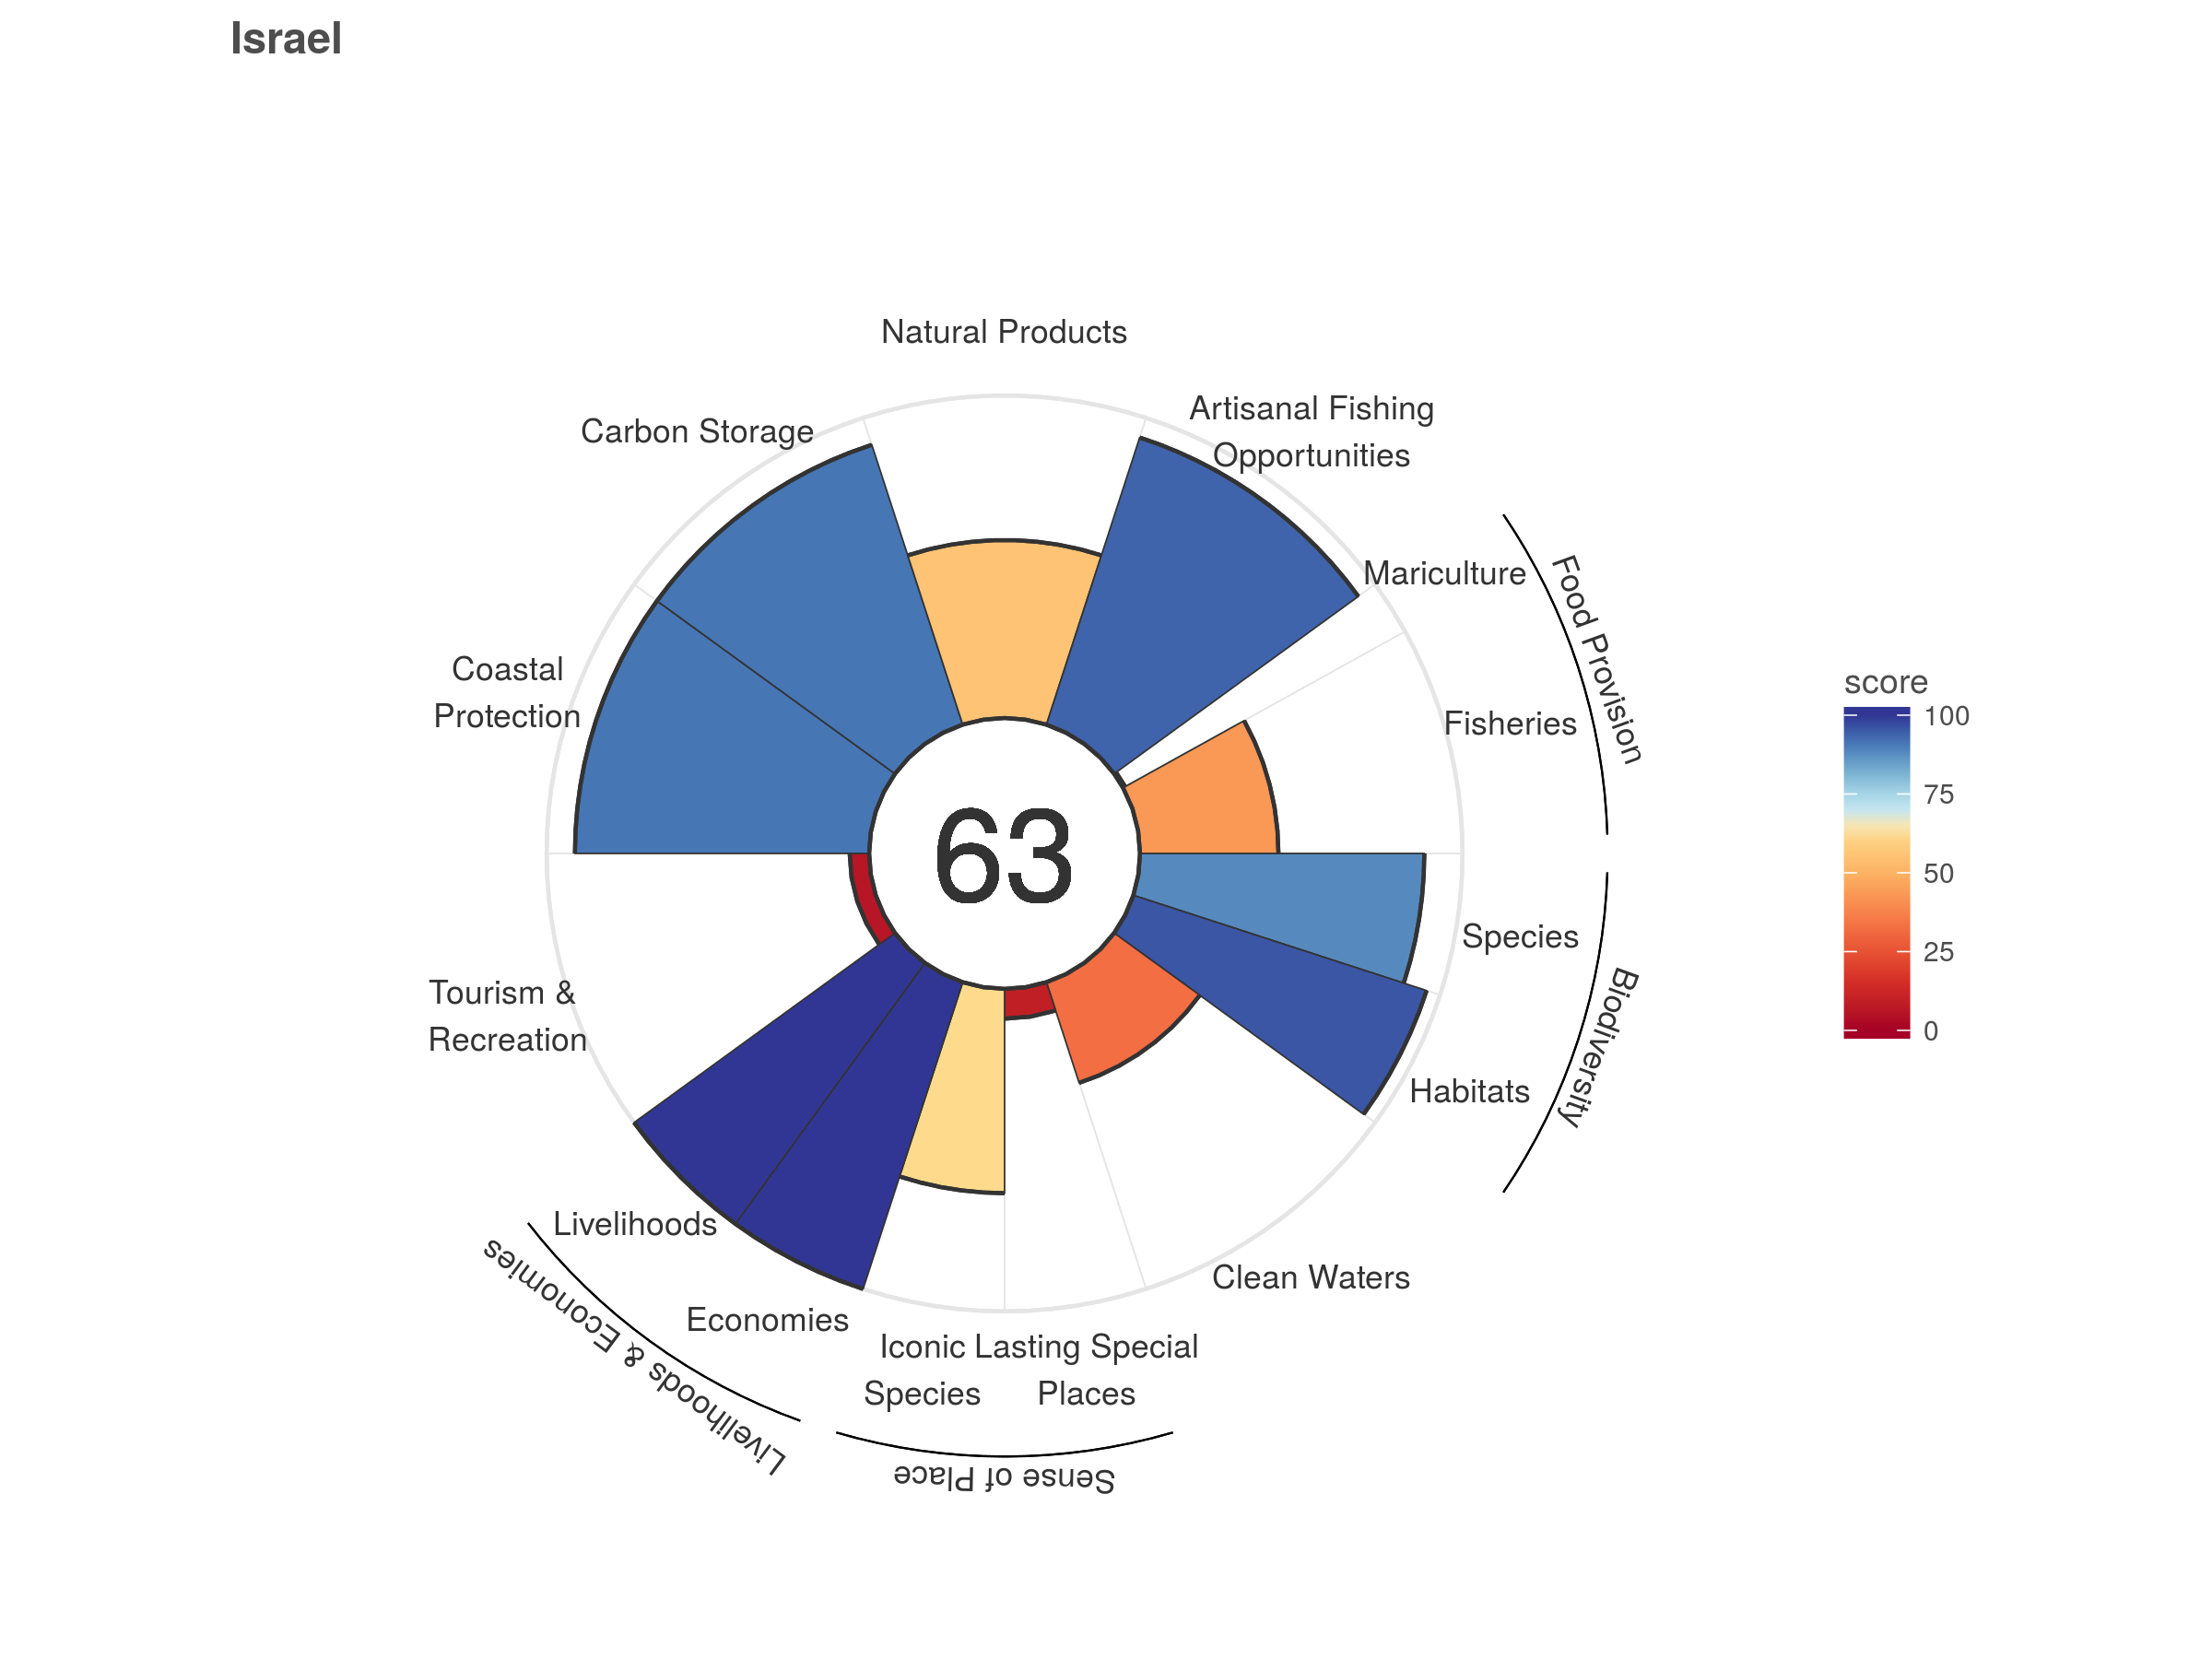 Israel
Natural Products
Artisanal Fishing
Opportunities
Carbon Storage
Mariculture
Food Provision
Fisheries
Coastal
Protection
63
score
100
75
50
25
0
Species
Biodiversity
Habitats
Tourism &
Recreation
Clean Waters
Livelihoods
Economies
Livelihoods & Economies
Iconic
Species
Lasting Special
Places
Sense of Place